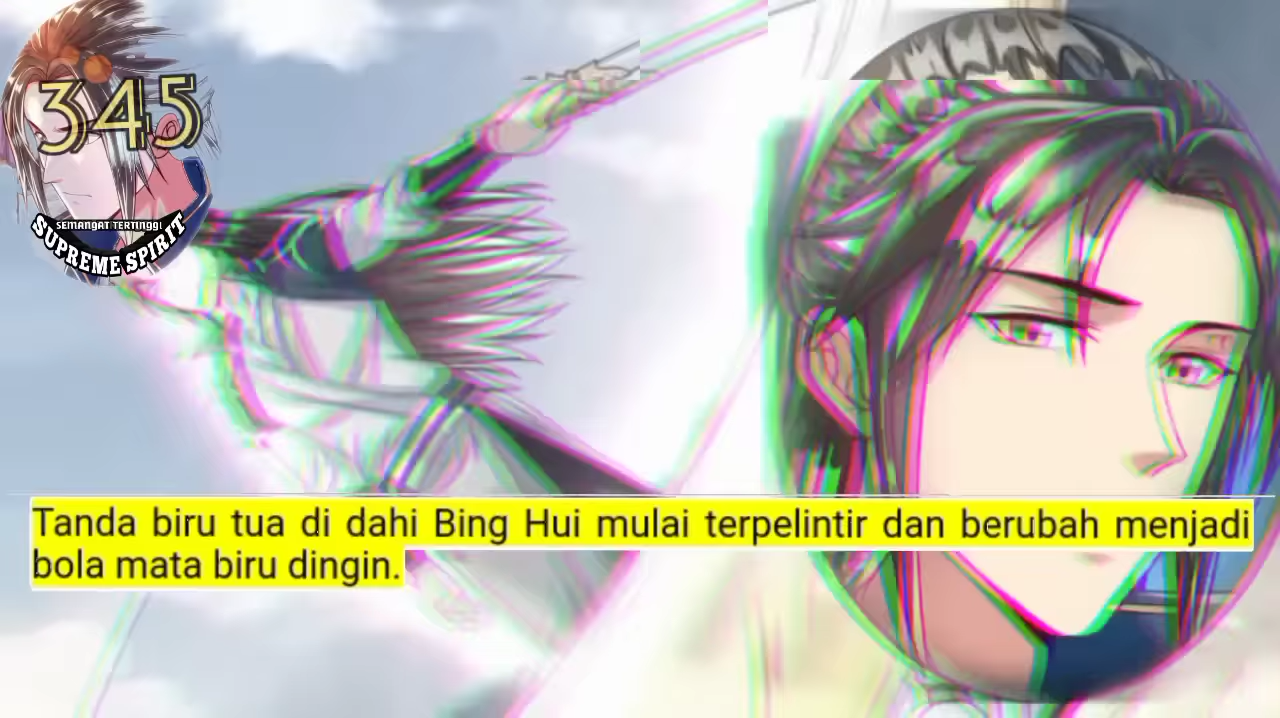 345
SEMANGAT TERTINGGI
SUPREME SPIRIT
Tanda biru tua di dahi Bing Hui mulai terpelintir dan berubah menjadi
bola mata biru dingin.